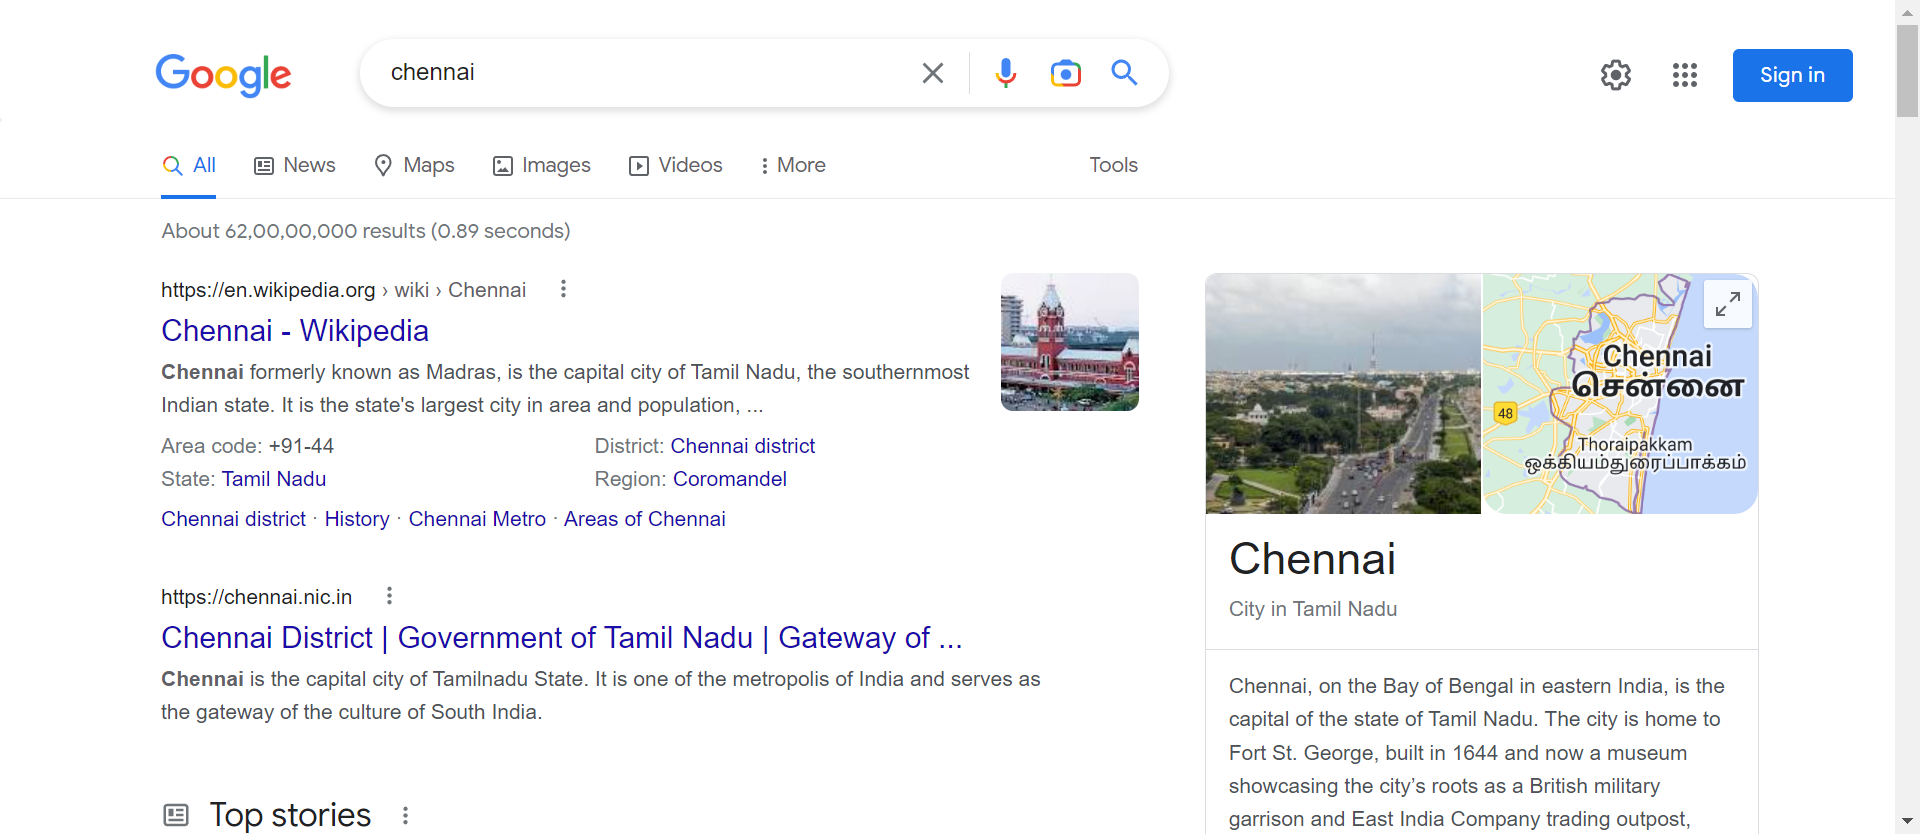 Google
chennai
Sign in
All
News
Maps
Images
Videos
More
Tools
About 62,00,00,000 results (0.89 seconds)
https://en.wikipedia.org › wiki › Chennai
Chennai - Wikipedia
Chennai formerly known as Madras, is the capital city of Tamil Nadu, the southernmost
Indian state. It is the state's largest city in area and population, ...
Area code: +91-44
District: Chennai district
State: Tamil Nadu
Region: Coromandel
Chennai district · History · Chennai Metro · Areas of Chennai
https://chennai.nic.in
Chennai District | Government of Tamil Nadu | Gateway of ...
Chennai is the capital city of Tamilnadu State. It is one of the metropolis of India and serves as
the gateway of the culture of South India.
Top stories
Chennai
சென்னை
48
Thoraipakkam
ஒக்கியம்துரைப்பாக்கம்
Chennai
City in Tamil Nadu
Chennai, on the Bay of Bengal in eastern India, is the
capital of the state of Tamil Nadu. The city is home to
Fort St. George, built in 1644 and now a museum
showcasing the city’s roots as a British military
garrison and East India Company trading outpost,